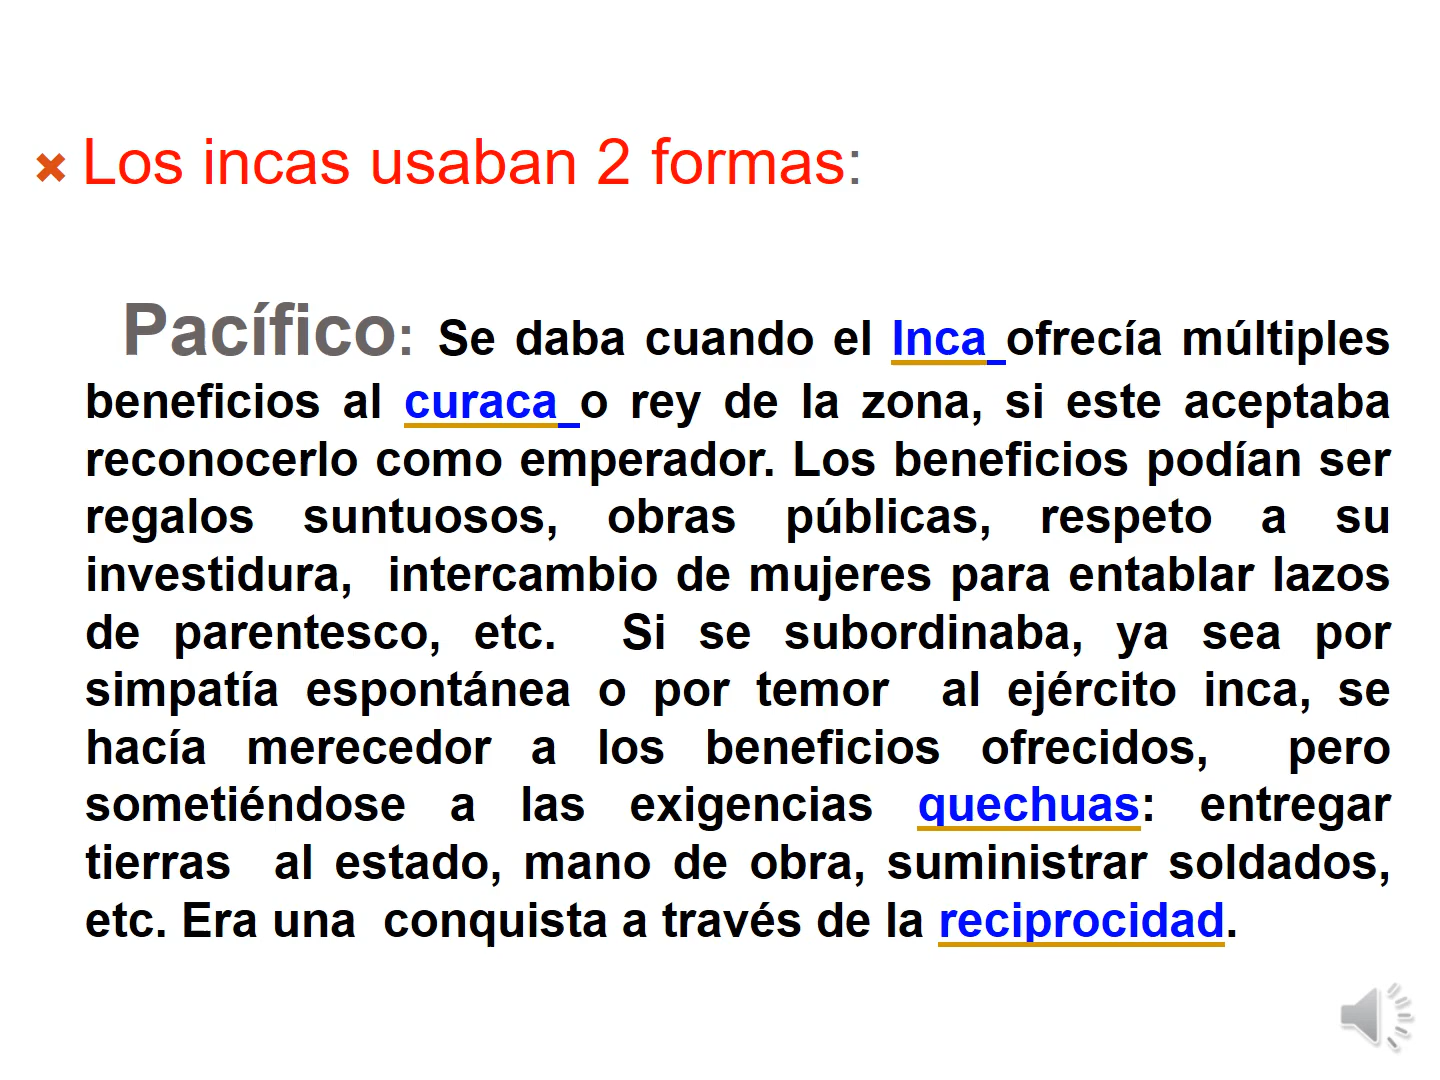 Los incas usaban 2 formas:
Pacífico: Se daba cuando el Inca ofrecía múltiples
beneficios al curaca o rey de la zona, si este aceptaba
reconocerlo como emperador. Los beneficios podían ser
regalos suntuosos, obras públicas, respeto a su
investidura, intercambio de mujeres para entablar lazos
de parentesco, etc. Si se subordinaba, ya sea por
simpatía espontánea o por temor al ejército inca, se
hacía merecedor a los beneficios ofrecidos, pero
sometiéndose a las exigencias quechuas: entregar
tierras al estado, mano de obra, suministrar soldados,
etc. Era una conquista a través de la reciprocidad.